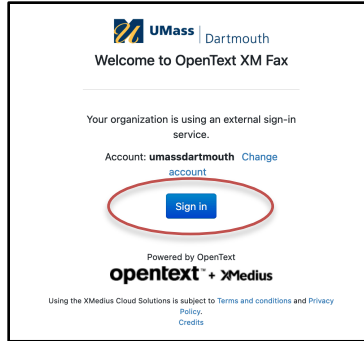 UMass | Dartmouth
Welcome to OpenText XM Fax
Your organization is using an external sign-in
service.
Account: umassdartmouth Change
account
Sign in
Powered by OpenText
opentext™ + XMedius
Using the XMedius Cloud Solutions is subject to Terms and conditions and Privacy
Policy.
Credits